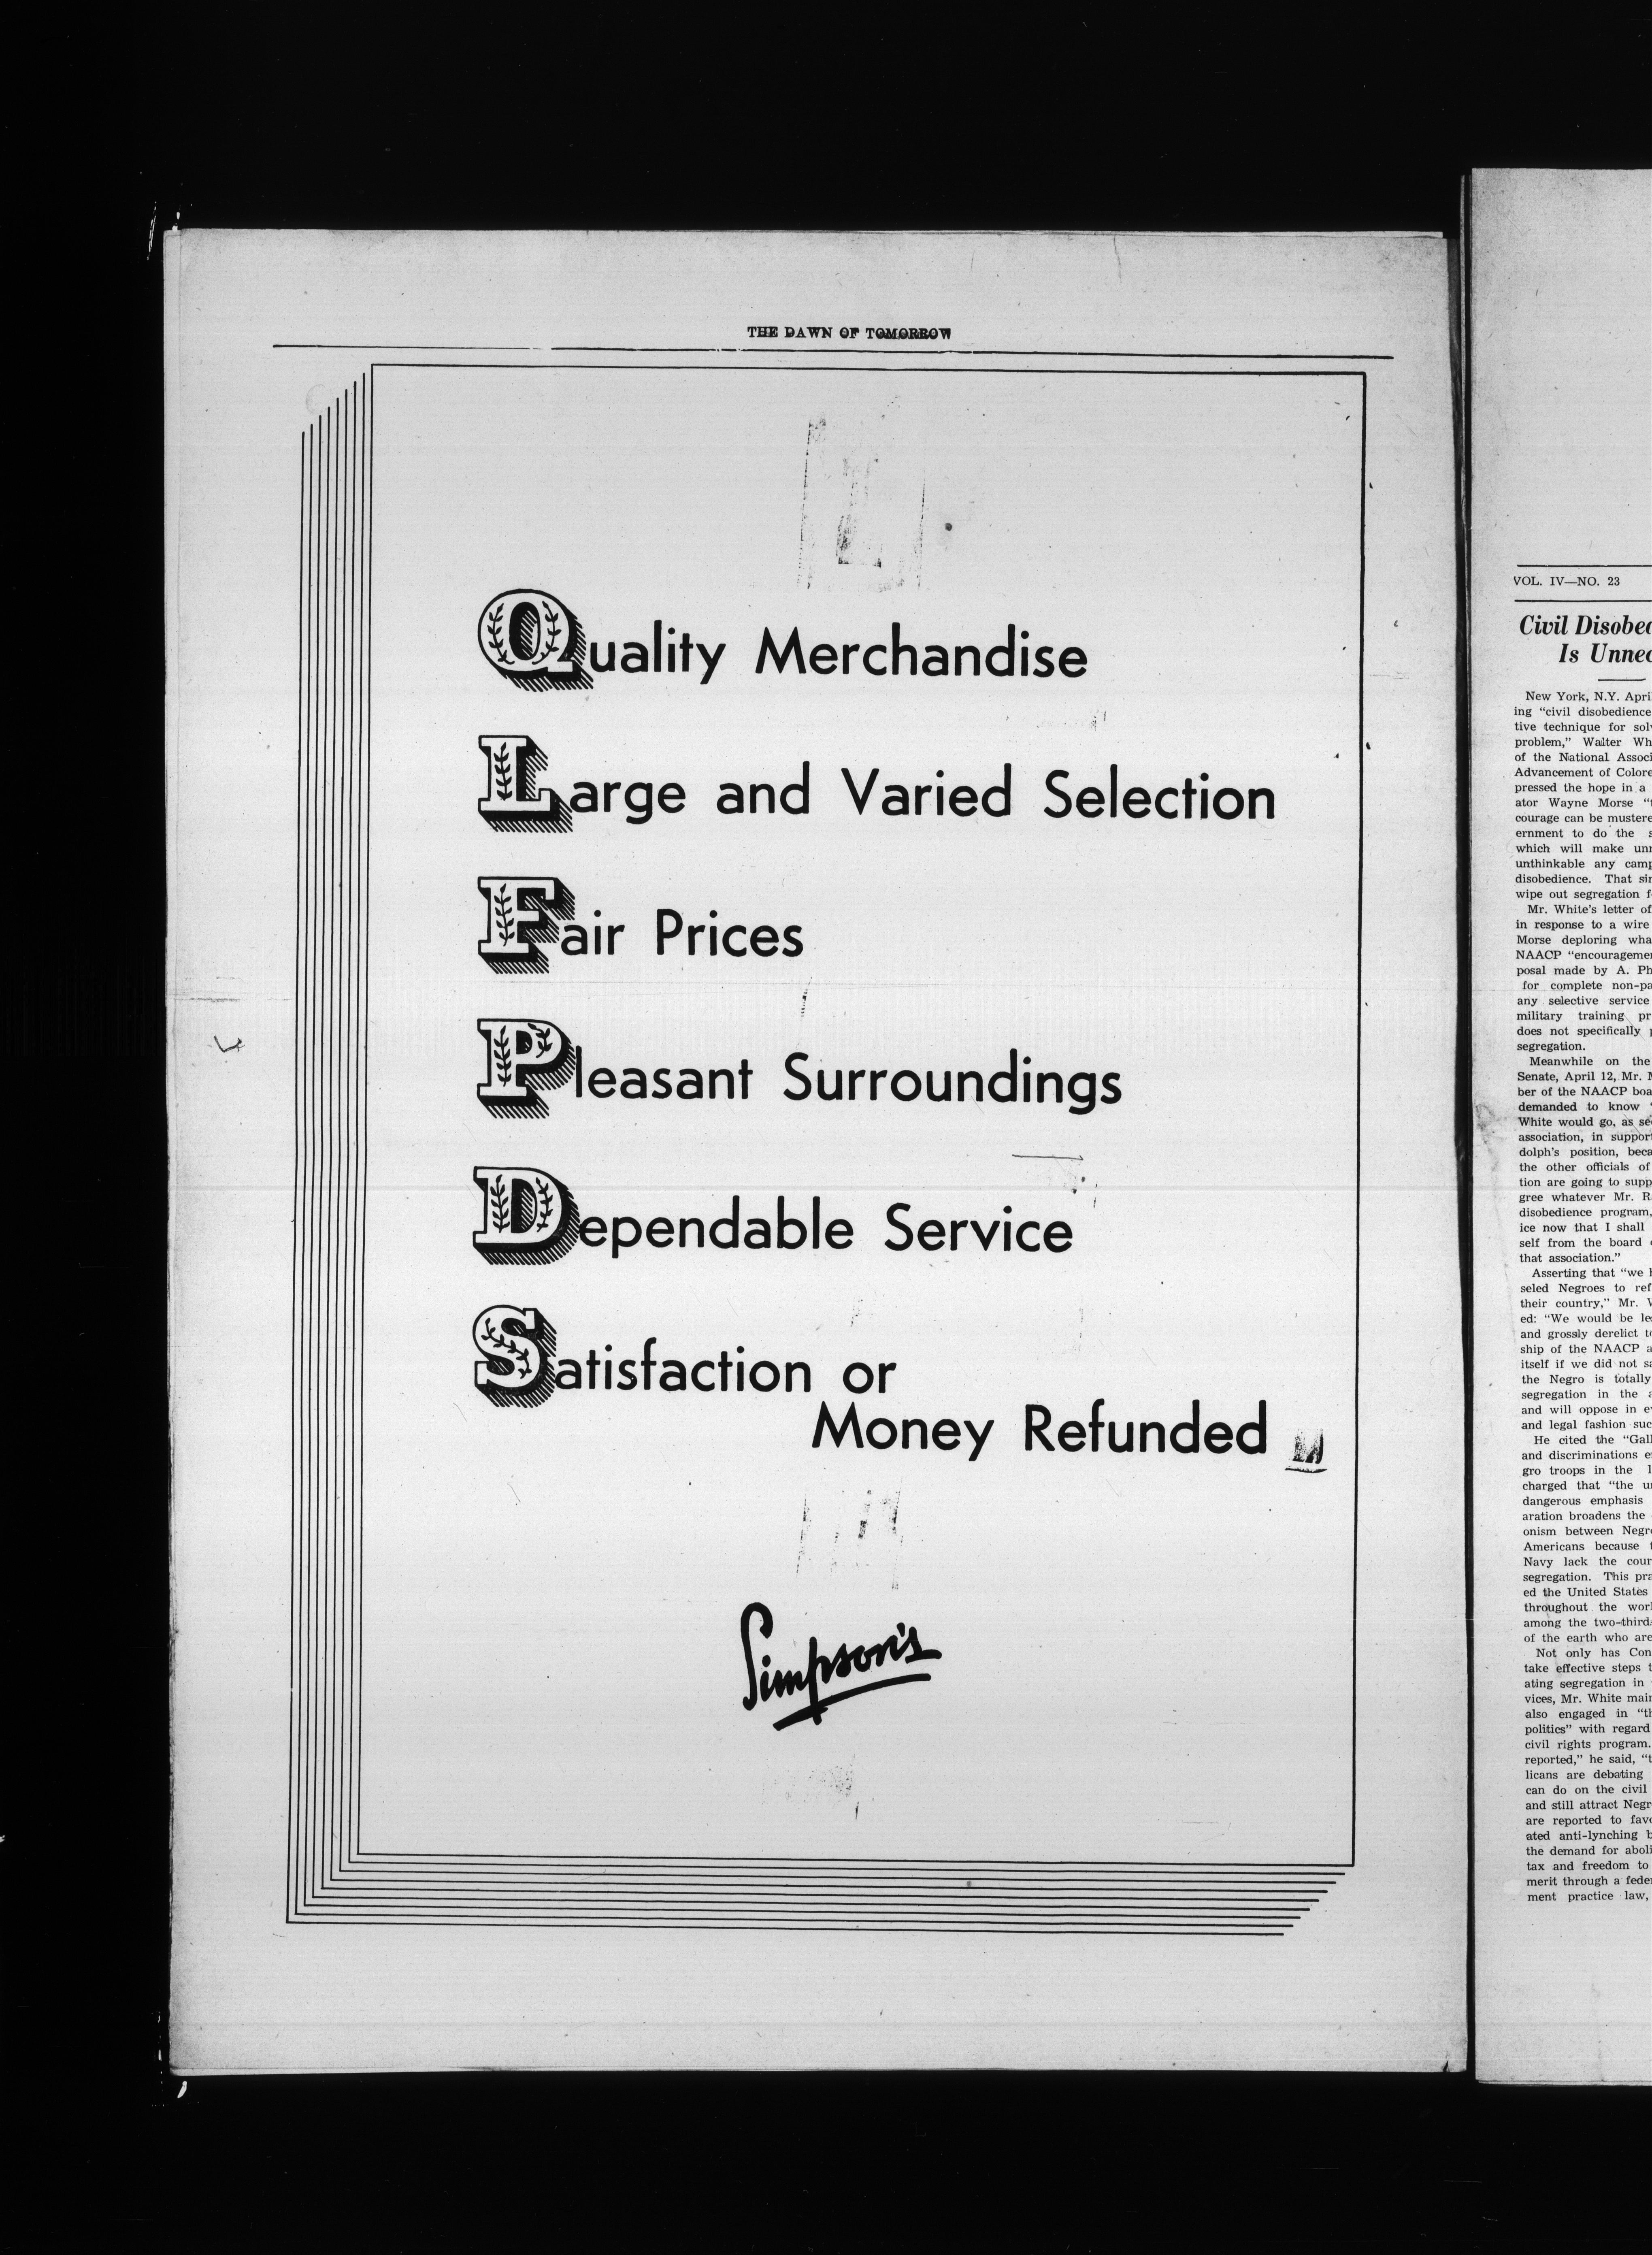 THE DAWN OF TOMORROW
Quality Merchandise
Large and Varied Selection
Fair Prices
Pleasant Surroundings
Dependable Service
Satisfaction or
Money Refunded
Simpson's
VOL. IV—NO. 23
Civil Disobe
Is Unne
New York, N.Y. Apri
ing "civil disobedience
tive technique for sol
problem," Walter Wh
of the National Associ
Advancement of Colore
pressed the hope in a
ator Wayne Morse "
courage can be mustere
ernment to do the s
which will make un
unthinkable any camp
disobedience. That si
wipe out segregation f
Mr. White's letter of
in response to a wire
Morse deploring wha
NAACP "encourageme
posal made by A. Ph
for complete non-pa
any selective service
military training pr
does not specifically
segregation.
Meanwhile on the
Senate, April 12, Mr. M
ber of the NAACP boa
demanded to know
White would go, as se
association, in suppor
dolph's position, beca
the other officials of
tion are going to supp
gree whatever Mr. R
disobedience program,
ice now that I shall
self from the board
that association."
Asserting that "we
seled Negroes to ref
their country," Mr.
ed: "We would be le
and grossly derelict t
ship of the NAACP a
itself if we did not sa
the Negro is totally
segregation in the a
and will oppose in e
and legal fashion suc
He cited the "Gall
and discriminations e
gro troops in the l
charged that "the u
dangerous emphasis
aration broadens the
onism between Negr
Americans because
Navy lack the cour
segregation. This pra
ed the United States
throughout the wor
among the two-third
of the earth who are
Not only has Con
take effective steps t
ating segregation in
vices, Mr. White mai
also engaged in "t
politics" with regard
civil rights program.
reported," he said, "t
licans are debating
can do on the civil
and still attract Negr
are reported to fav
ated anti-lynching b
the demand for aboli
tax and freedom to
merit through a fede
ment practice law,